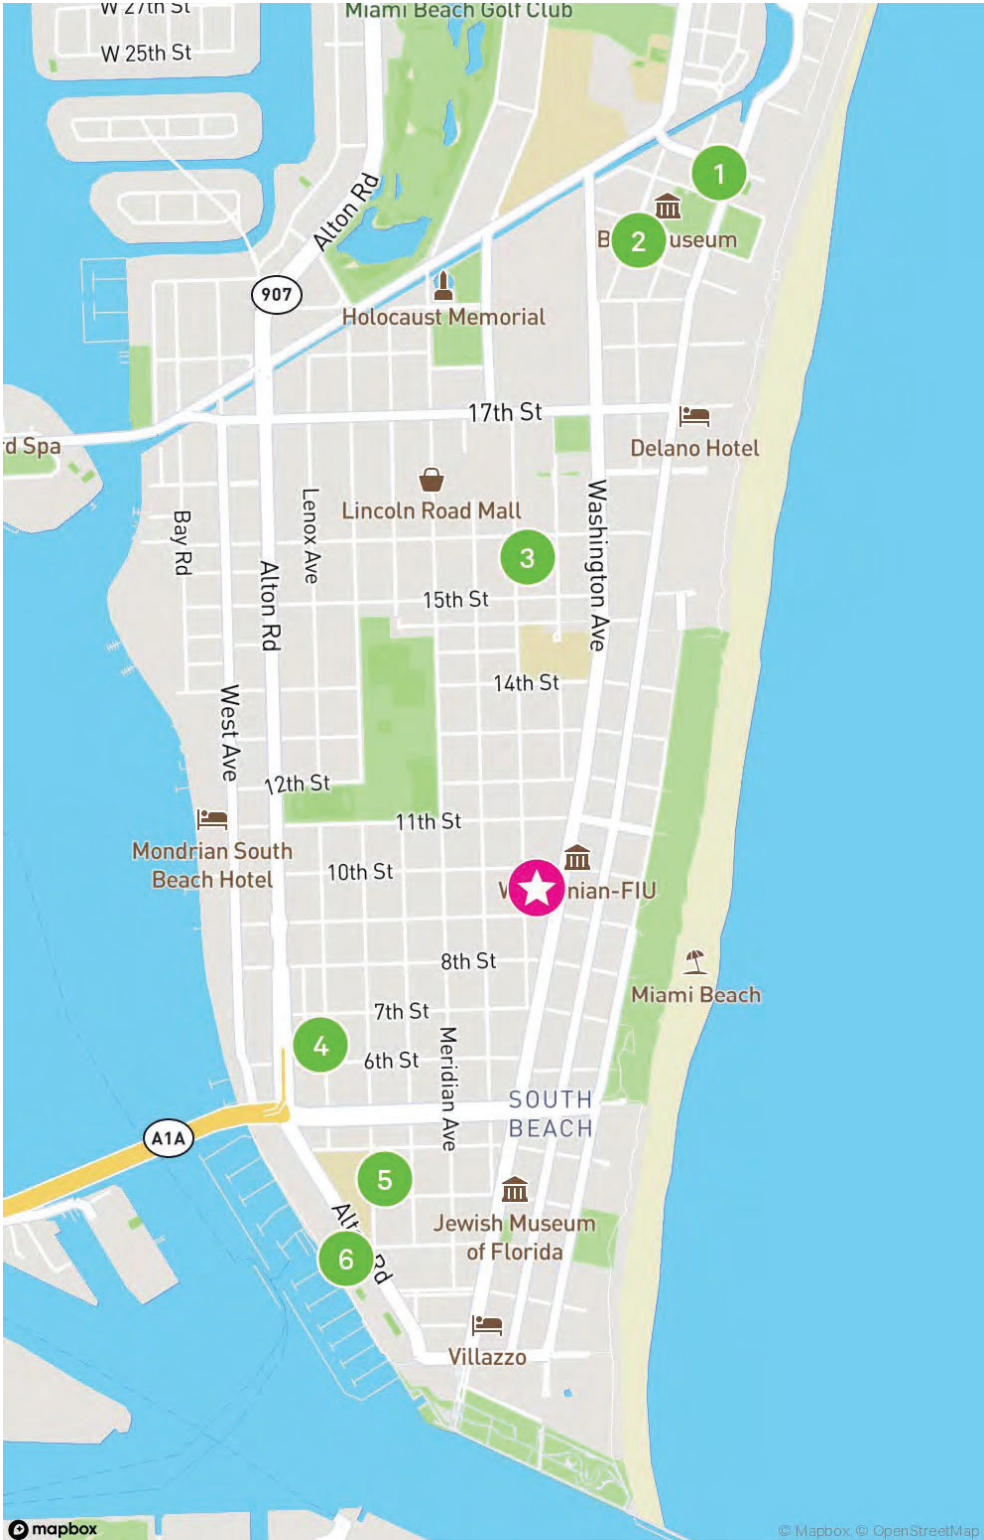 W 27th St
Miami Beach Golf Club
W 25th St
1
Alton Rd
2
useum
907
Holocaust Memorial
17th St
rd Spa
Delano Hotel
Lincoln Road Mall
Bay Rd
Lenox Ave
Washington Ave
3
Alton Rd
15th St
14th St
West Ave
12th St
11th St
Mondrian South
Beach Hotel
10th St
nian-FIU
8th St
Miami Beach
7th St
4
6th St
Meridian Ave
SOUTH
BEACH
A1A
5
Jewish Museum
of Florida
Alt
6
Rd
Villazzo
mapbox
© Mapbox, © OpenStreetMap